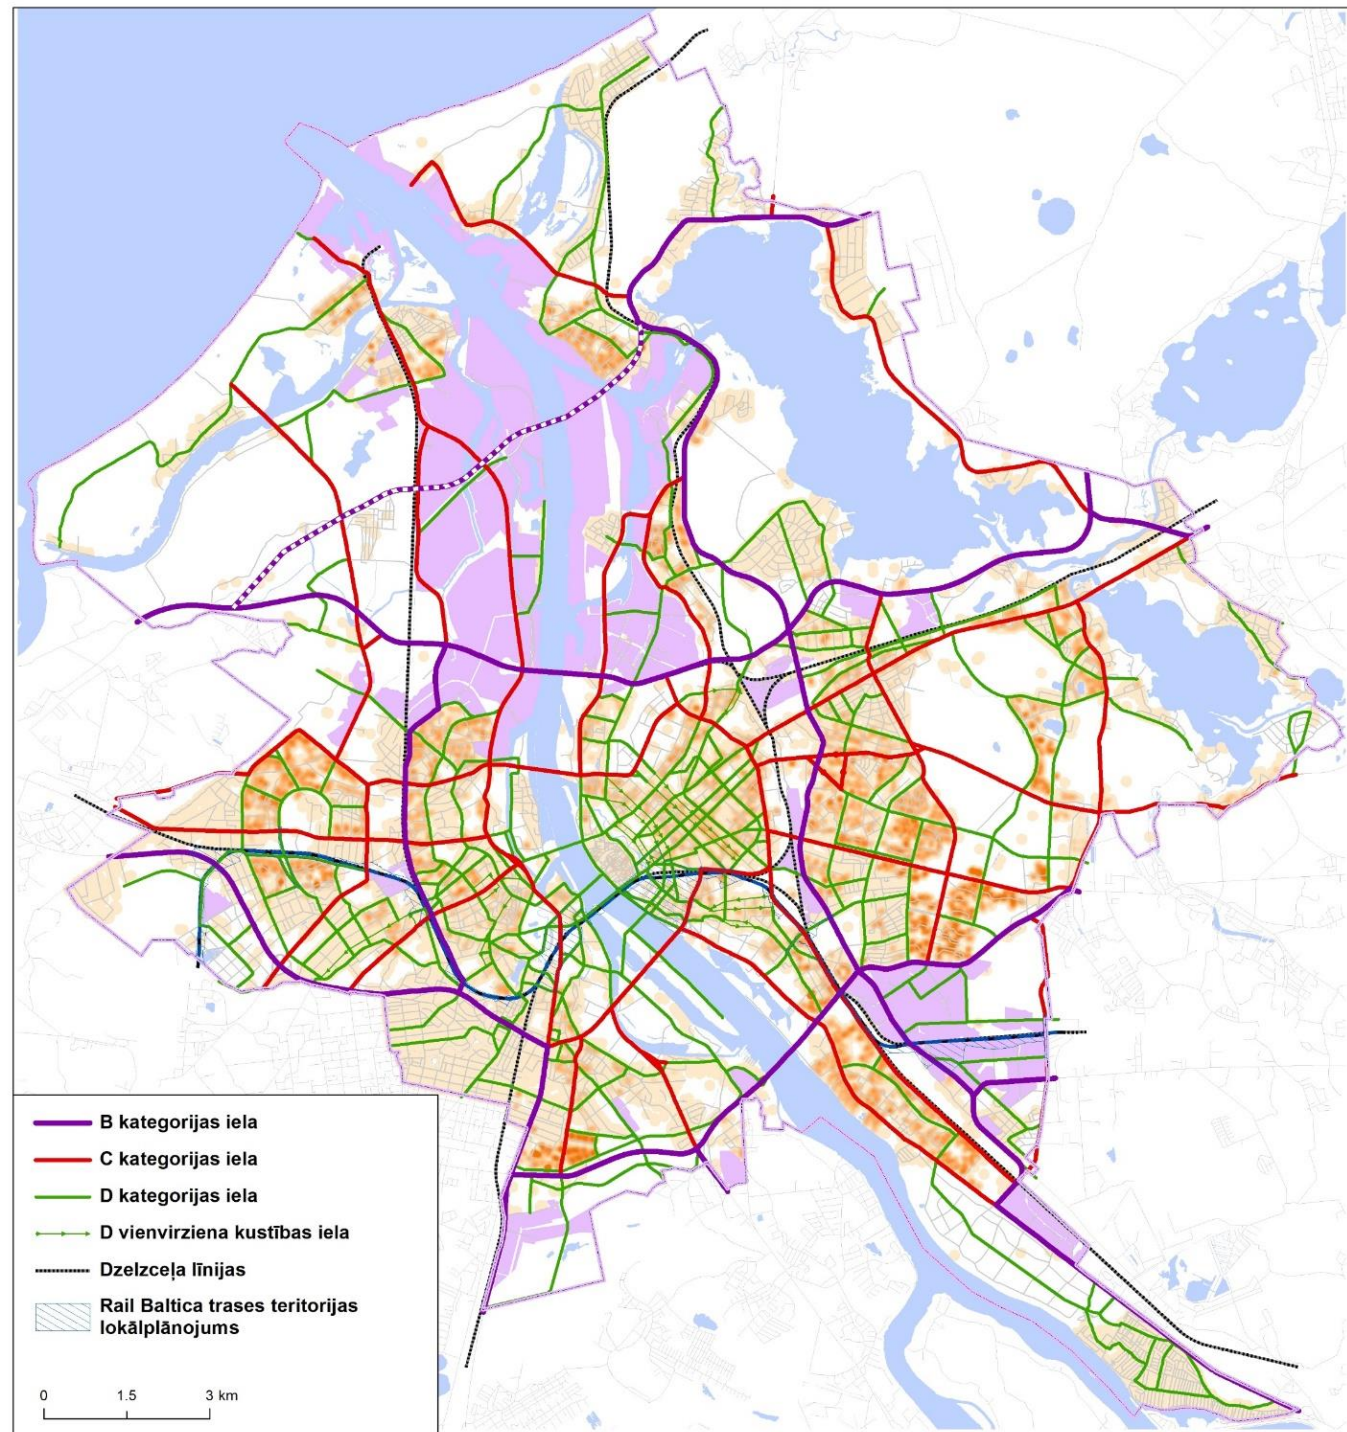 B kategorijas iela
C kategorijas iela
D kategorijas iela
D vienvirziena kustības iela
Dzelzceļa līnijas
Rail Baltica trases teritorijas
lokālplānojums
0 1.5 3 km